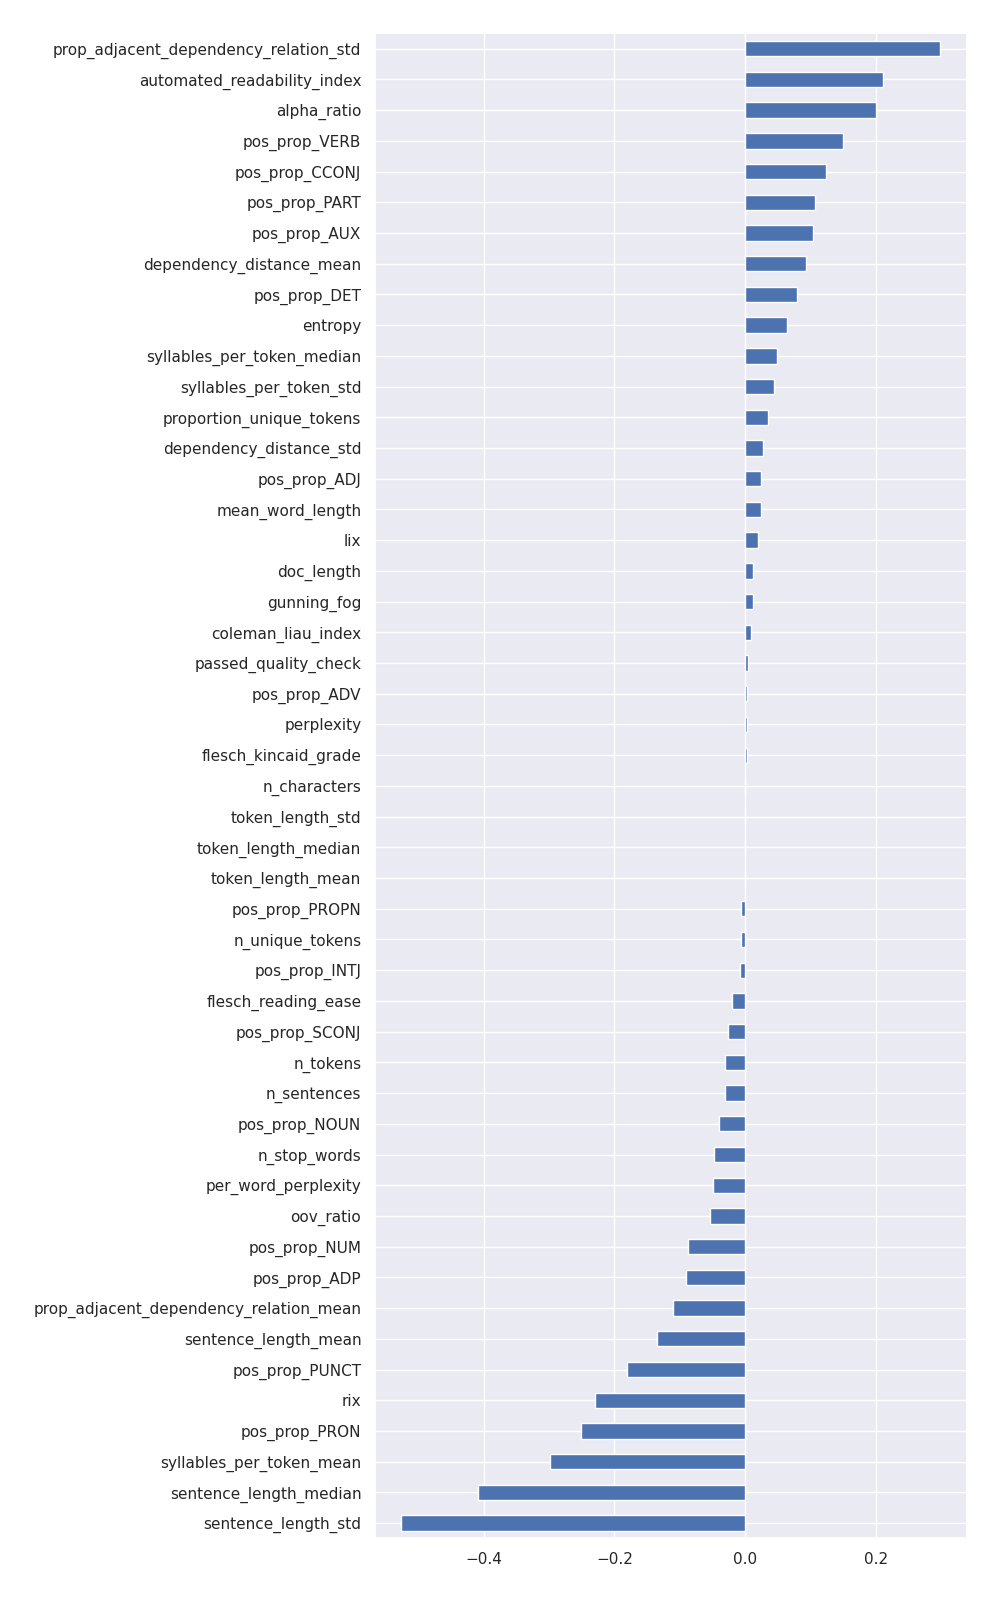 prop_adjacent_dependency_relation_std
automated_readability_index
alpha_ratio
pos_prop_VERB
pos_prop_CCONJ
pos_prop_PART
pos_prop_AUX
dependency_distance_mean
pos_prop_DET
entropy
syllables_per_token_median
syllables_per_token_std
proportion_unique_tokens
dependency_distance_std
pos_prop_ADJ
mean_word_length
lix
doc_length
gunning_fog
coleman_liau_index
passed_quality_check
pos_prop_ADV
perplexity
flesch_kincaid_grade
n_characters
token_length_std
token_length_median
token_length_mean
pos_prop_PROPN
n_unique_tokens
pos_prop_INTJ
flesch_reading_ease
pos_prop_SCONJ
n_tokens
n_sentences
pos_prop_NOUN
n_stop_words
per_word_perplexity
oov_ratio
pos_prop_NUM
pos_prop_ADP
prop_adjacent_dependency_relation_mean
sentence_length_mean
pos_prop_PUNCT
rix
pos_prop_PRON
syllables_per_token_mean
sentence_length_median
sentence_length_std
−0.4 −0.2 0.0 0.2